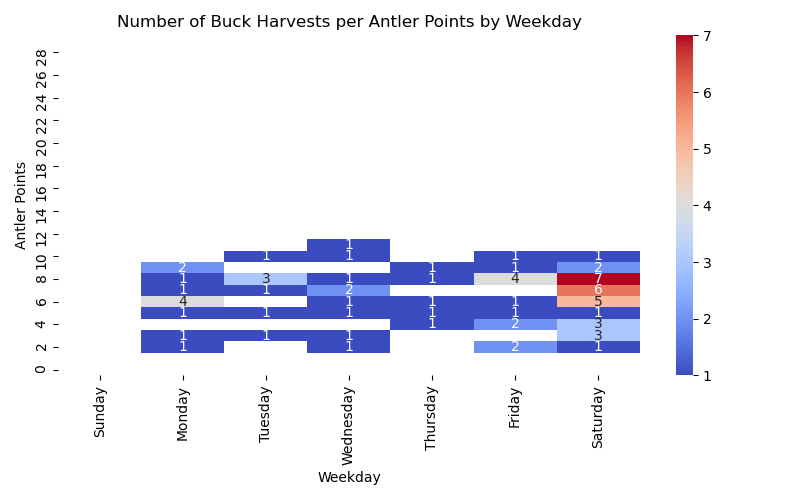 Number of Buck Harvests per Antler Points by Weekday
7
28
26
6
24
22
20
5
18
16
4
14
12
1
1 1 1 1
10
2 1 1 2
3
1 3 1 1 4 7
8
1 1 2 6
6
4 1 1 1 5
2
1 1 1 1 1 1
4
1 2 3
1 1 1 3
2
1 1 2 1
0
1
Antler Points
Sunday
Monday
Tuesday
Wednesday
Thursday
Friday
Saturday
Weekday